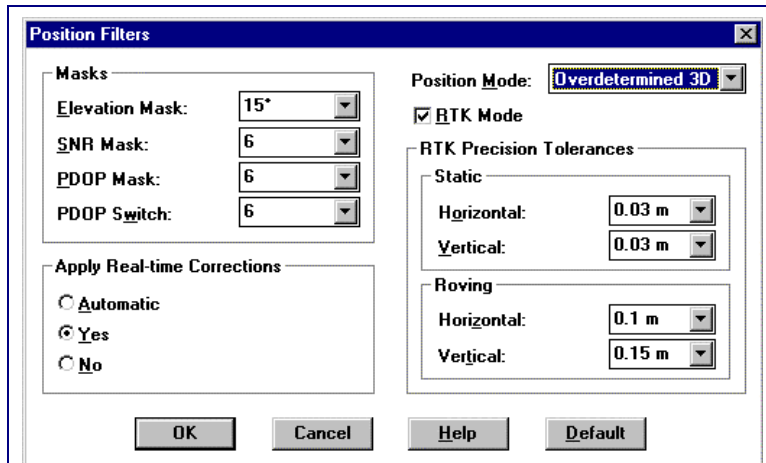 Position Filters
Masks
Elevation Mask: 15°
SNR Mask: 6
PDOP Mask: 6
PDOP Switch: 6
Apply Real-time Corrections
Automatic
Yes
No
Position Mode: Overdetermined 3D
RTK Mode
RTK Precision Tolerances
Static
Horizontal: 0.03 m
Vertical: 0.03 m
Roving
Horizontal: 0.1 m
Vertical: 0.15 m
OK Cancel Help Default